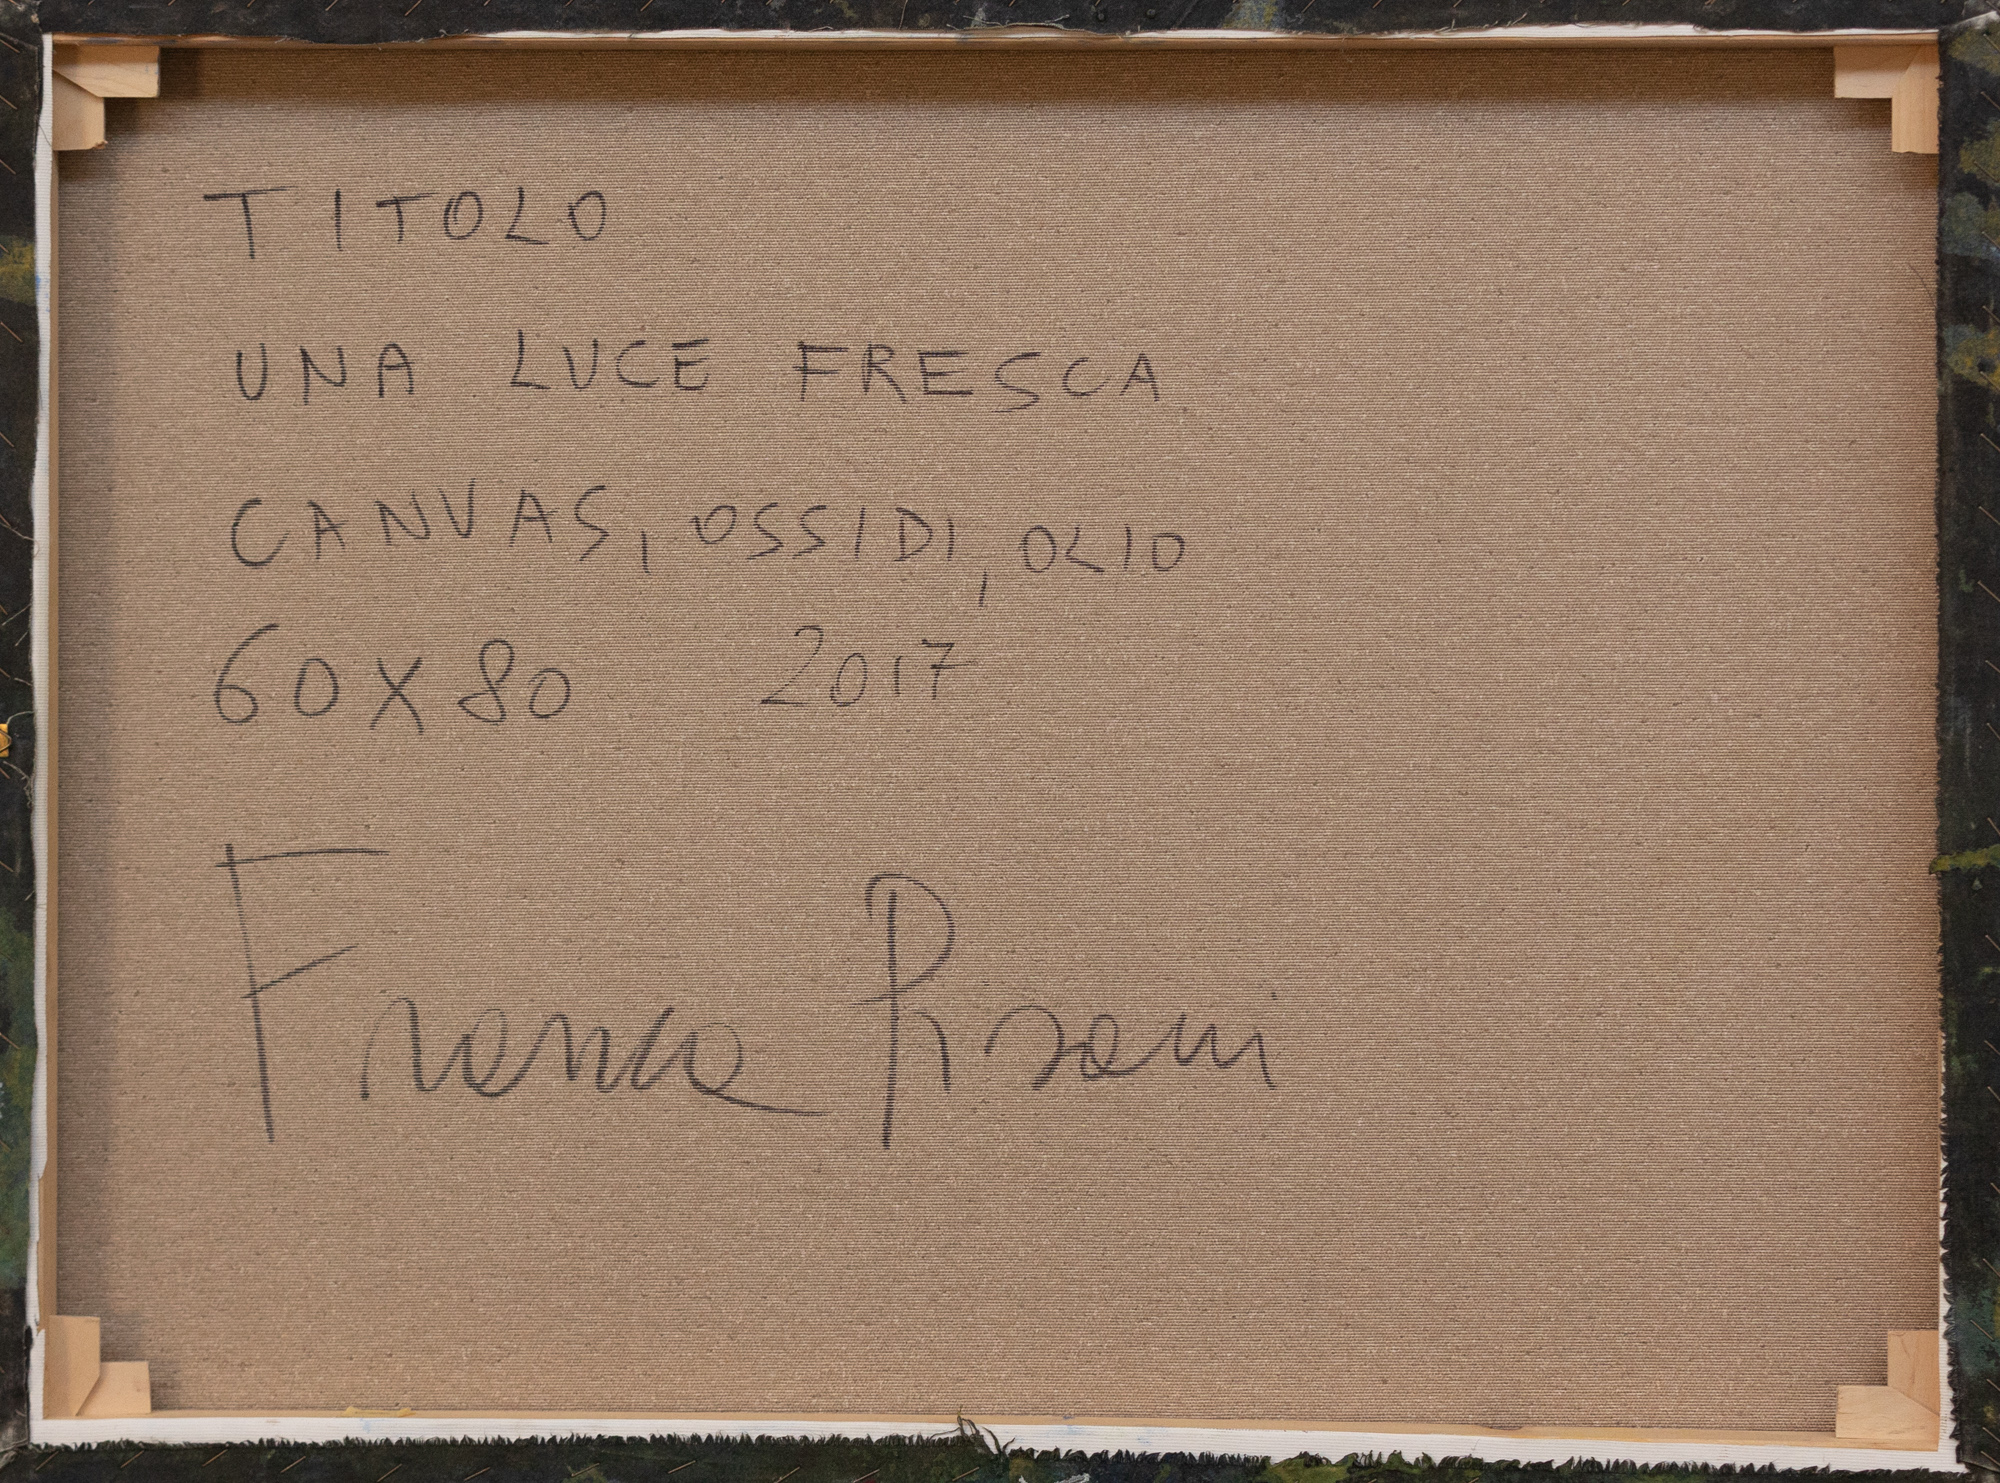 TITOLO
UNA LUCE FRESCA
CANVAS, OSSIDI, OLIO
60X80 2017
Franco